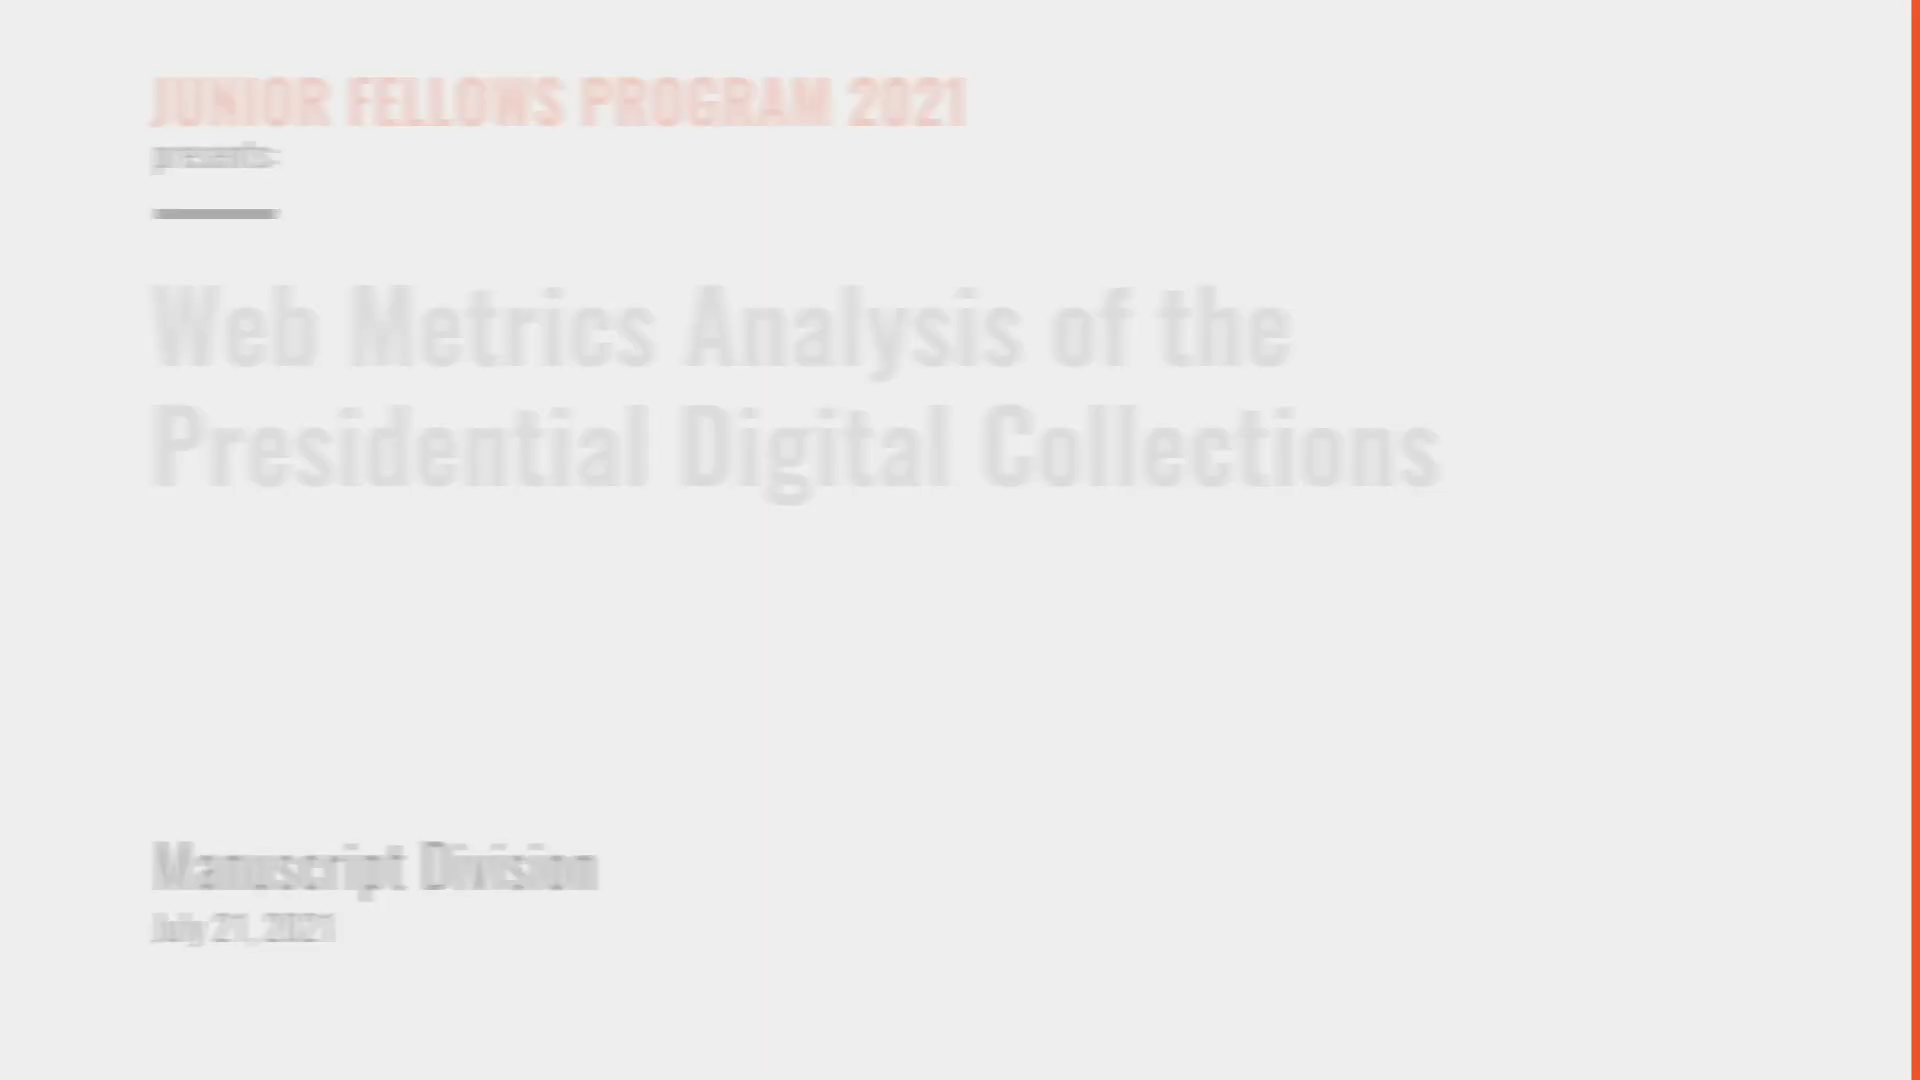 JUNIOR FELLOWS PROGRAM 2021
presents
Web Metrics Analysis of the
Presidential Digital Collections
Manuscript Division
July 21, 2021